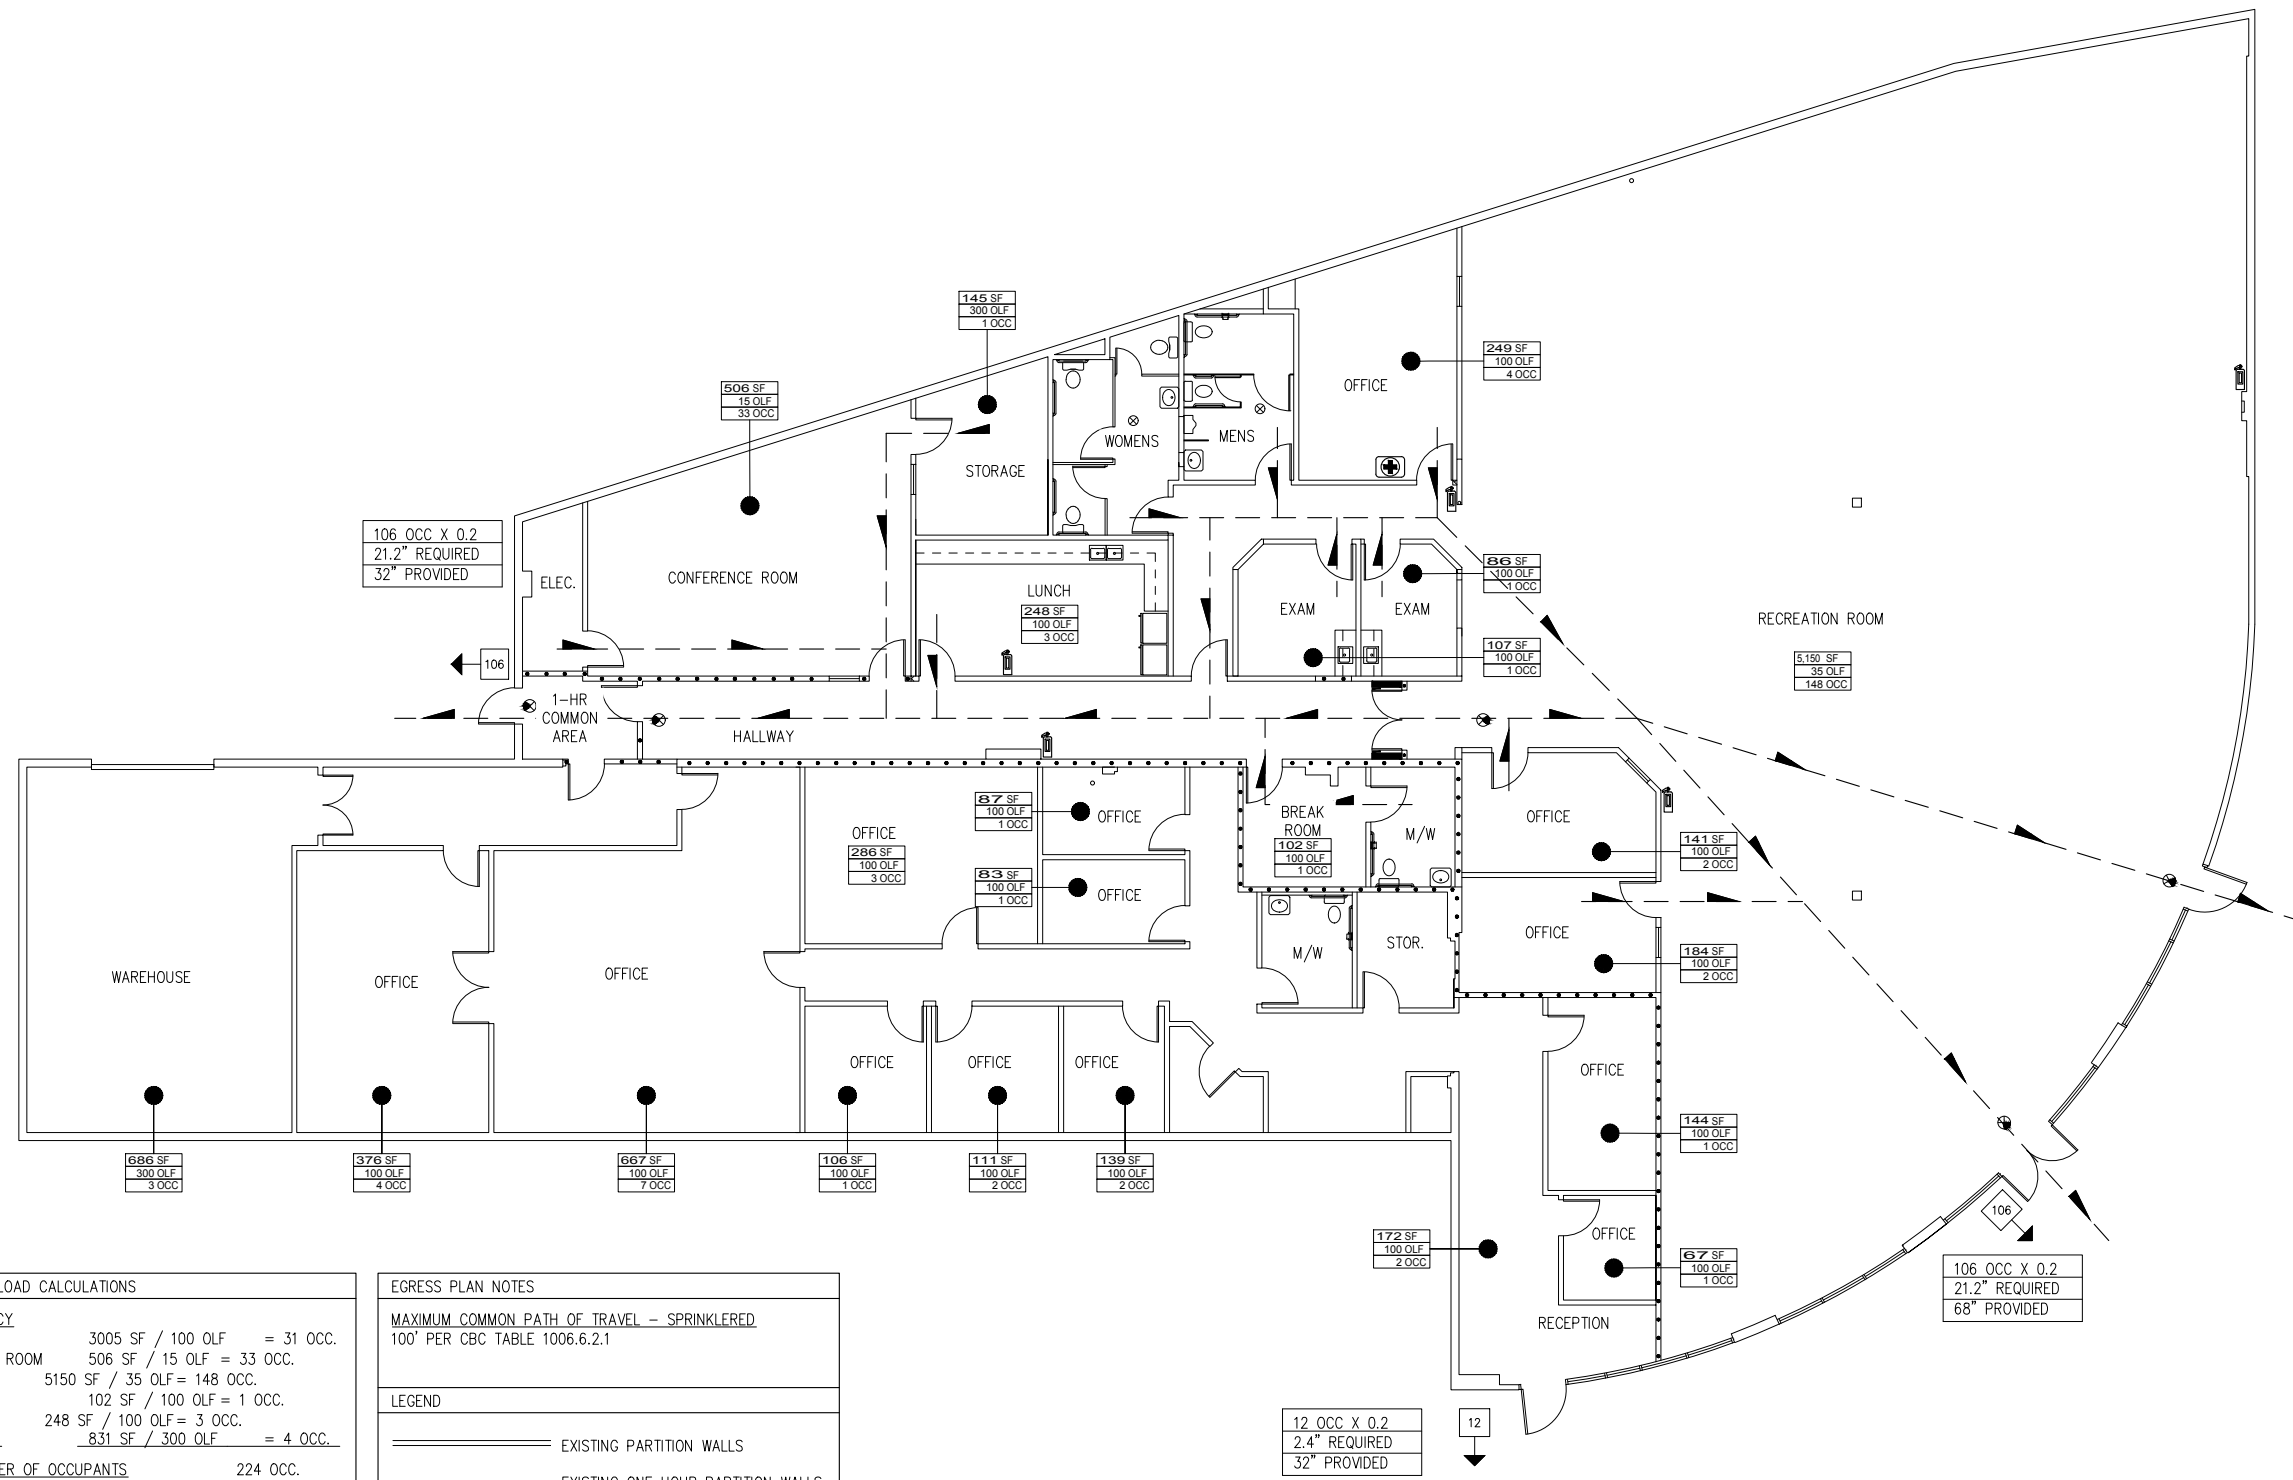 145 SF
300 OLF
1 OCC
249 SF
100 OLF
4 OCC
506 SF
15 OLF
33 OCC
OFFICE
WOMENS
MENS
STORAGE
106 OCC X 0.2
21.2" REQUIRED
32" PROVIDED
ELEC.
CONFERENCE ROOM
LUNCH
248 SF
100 OLF
3 OCC
EXAM
EXAM
86 SF
100 OLF
1 OCC
RECREATION ROOM
5,150 SF
35 OLF
148 OCC
107 SF
100 OLF
1 OCC
106
1-HR
COMMON
AREA
HALLWAY
87 SF
100 OLF
1 OCC
OFFICE
OFFICE
286 SF
100 OLF
3 OCC
BREAK
ROOM
102 SF
100 OLF
1 OCC
M/W
OFFICE
141 SF
100 OLF
2 OCC
83 SF
100 OLF
1 OCC
OFFICE
M/W
STOR.
OFFICE
184 SF
100 OLF
2 OCC
WAREHOUSE
OFFICE
OFFICE
OFFICE
OFFICE
OFFICE
OFFICE
144 SF
100 OLF
1 OCC
686 SF
300 OLF
3 OCC
376 SF
100 OLF
4 OCC
667 SF
100 OLF
7 OCC
106 SF
100 OLF
1 OCC
111 SF
100 OLF
2 OCC
139 SF
100 OLF
2 OCC
172 SF
100 OLF
2 OCC
OFFICE
67 SF
100 OLF
1 OCC
RECEPTION
106
106 OCC X 0.2
21.2" REQUIRED
68" PROVIDED
12 OCC X 0.2
2.4" REQUIRED
32" PROVIDED
12
LOAD CALCULATIONS
CY
3005 SF / 100 OLF = 31 OCC.
ROOM 506 SF / 15 OLF = 33 OCC.
5150 SF / 35 OLF= 148 OCC.
102 SF / 100 OLF= 1 OCC.
248 SF / 100 OLF= 3 OCC.
831 SF / 300 OLF = 4 OCC.
ER OF OCCUPANTS 224 OCC.
EGRESS PLAN NOTES
MAXIMUM COMMON PATH OF TRAVEL – SPRINKLERED
100' PER CBC TABLE 1006.6.2.1
LEGEND
EXISTING PARTITION WALLS
EXISTING ONE HOUR PARTITION WALLS